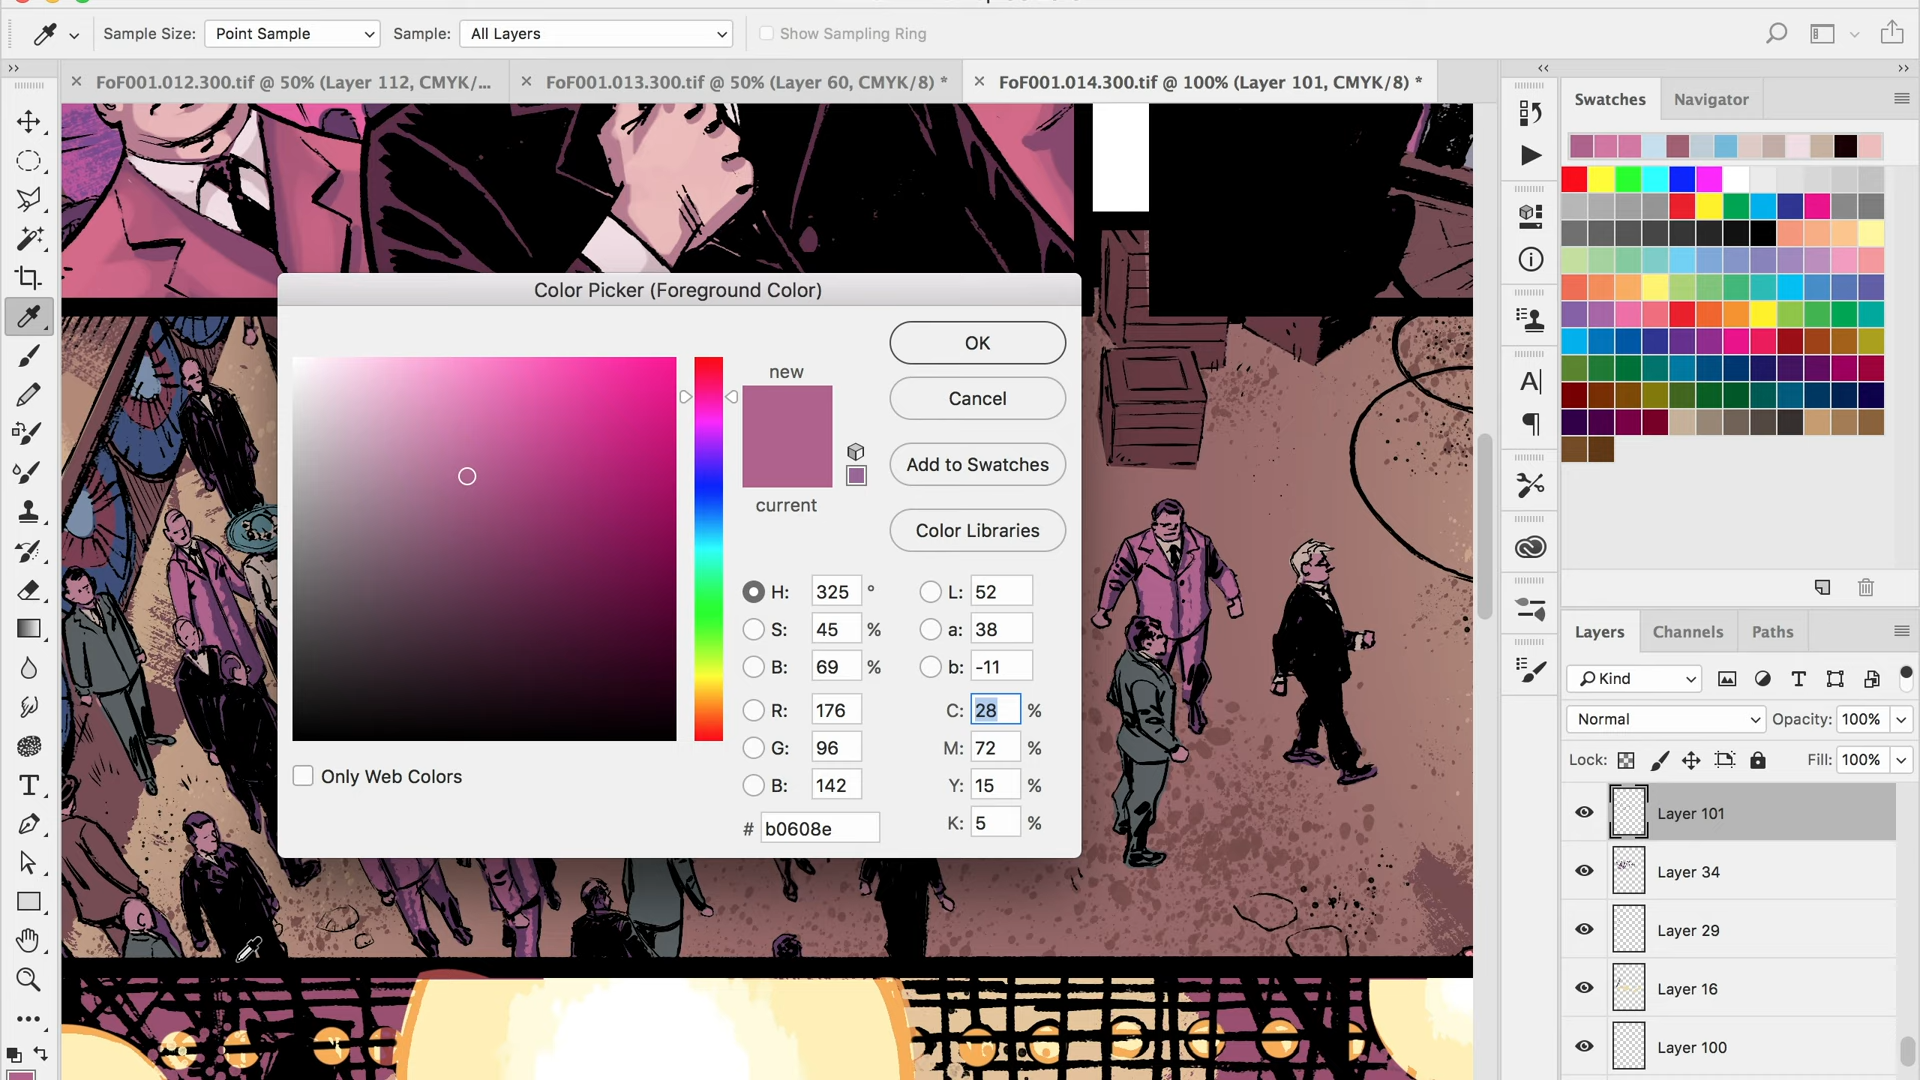 Sample Size: Point Sample Sample: All Layers Show Sampling Ring
FoF001.012.300.tif @ 50% (Layer 112, CMYK/... FoF001.013.300.tif @ 50% (Layer 60, CMYK/8) * FoF001.014.300.tif @ 100% (Layer 101, CMYK/8) *
Swatches Navigator
Color Picker (Foreground Color)
new
current
OK
Cancel
Add to Swatches
Color Libraries
H: 325 ° L: 52
S: 45 % a: 38
B: 69 % b: -11
R: 176 C: 28 %
G: 96 M: 72 %
B: 142 Y: 15 %
# b0608e K: 5 %
Only Web Colors
Layers Channels Paths
Kind
Normal Opacity: 100%
Lock: Fill: 100%
Layer 101
Layer 34
Layer 29
Layer 16
Layer 100